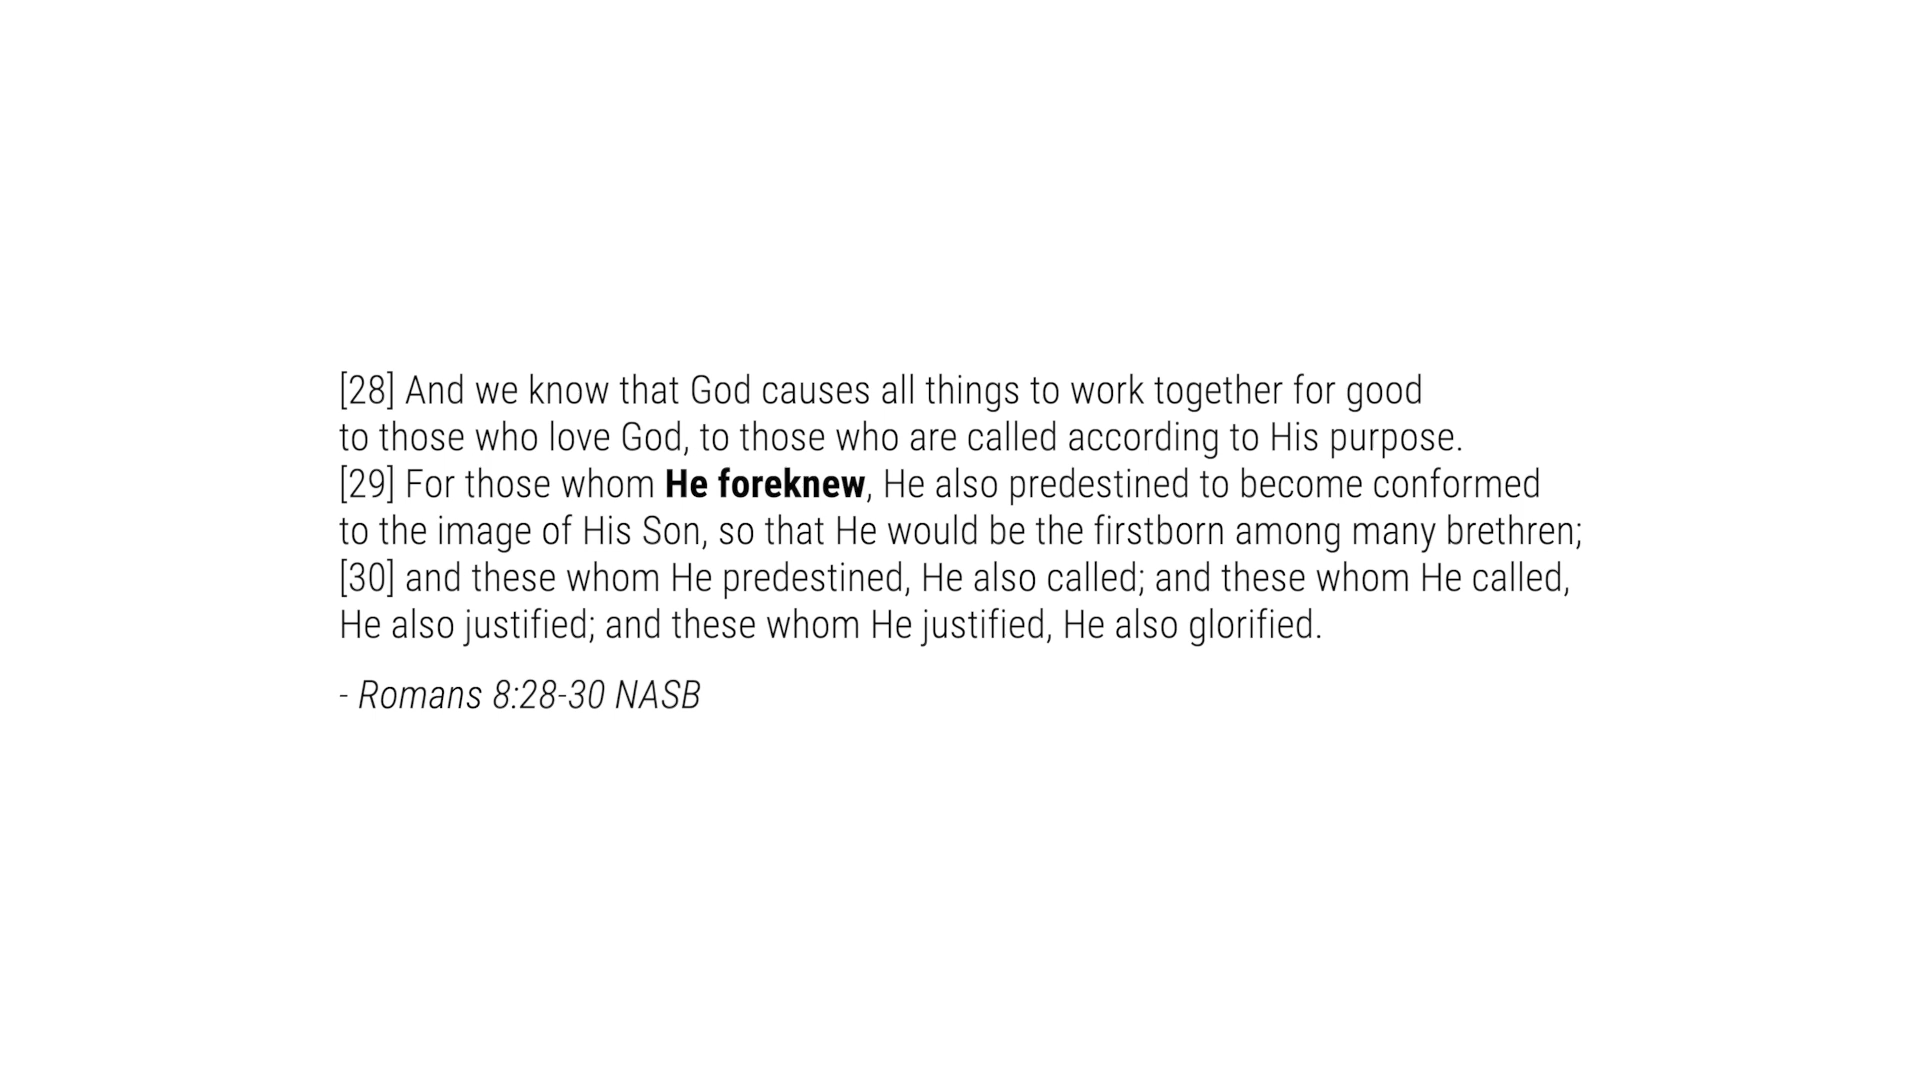 [28] And we know that God causes all things to work together for good
to those who love God, to those who are called according to His purpose.
[29] For those whom He foreknew, He also predestined to become conformed
to the image of His Son, so that He would be the firstborn among many brethren;
[30] and these whom He predestined, He also called; and these whom He called,
He also justified; and these whom He justified, He also glorified.
- Romans 8:28-30 NASB